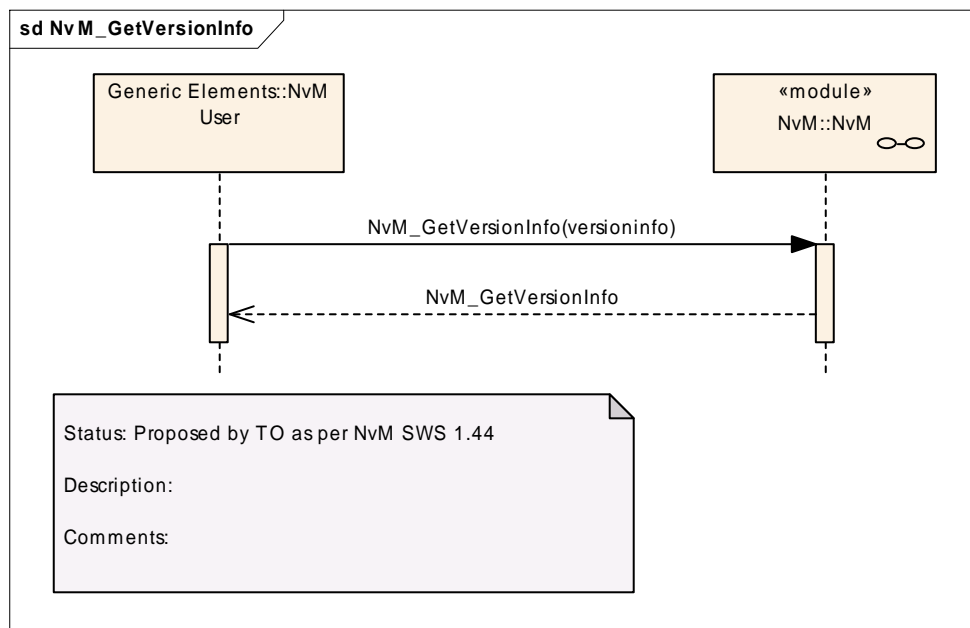 sd NvM_GetVersionInfo
Generic Elements::NvM
User
«module»
NvM::NvM
NvM_GetVersionInfo(versioninfo)
NvM_GetVersionInfo
Status: Proposed by TO as per NvM SWS 1.44
Description:
Comments: